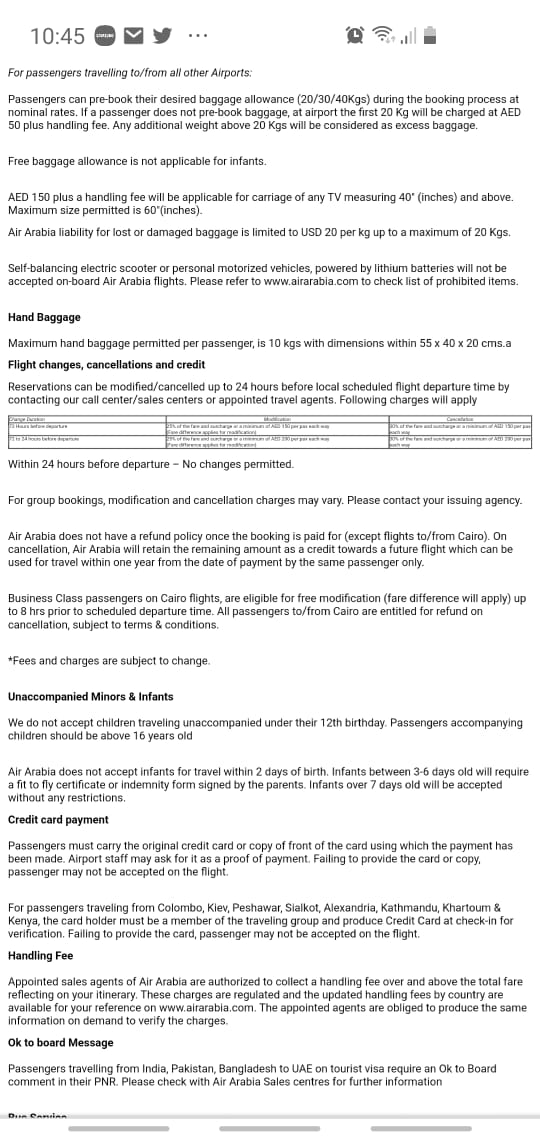 10:45
For passengers travelling to/from all other Airports:
Passengers can pre-book their desired baggage allowance (20/30/40Kgs) during the booking process at
nominal rates. If a passenger does not pre-book baggage, at airport the first 20 Kg will be charged at AED
50 plus handling fee. Any additional weight above 20 Kgs will be considered as excess baggage.
Free baggage allowance is not applicable for infants.
AED 150 plus a handling fee will be applicable for carriage of any TV measuring 40" (inches) and above.
Maximum size permitted is 60"(inches).
Air Arabia liability for lost or damaged baggage is limited to USD 20 per kg up to a maximum of 20 Kgs.
Self-balancing electric scooter or personal motorized vehicles, powered by lithium batteries will not be
accepted on-board Air Arabia flights. Please refer to www.airarabia.com to check list of prohibited items.
Hand Baggage
Maximum hand baggage permitted per passenger, is 10 kgs with dimensions within 55 x 40 x 20 cms.a
Flight changes, cancellations and credit
Reservations can be modified/cancelled up to 24 hours before local scheduled flight departure time by
contacting our call center/sales centers or appointed travel agents. Following charges will apply
Change Duration Modification Cancellation
72 Hours before departure 25% of the fare and surcharge or a minimum of AED 150 per pax each way 30% of the fare and surcharge or a minimum of AED 150 per pax
(Fare difference applies for modification) each way
72 to 24 hours before departure 25% of the fare and surcharge or a minimum of AED 200 per pax each way 30% of the fare and surcharge or a minimum of AED 200 per pax
(Fare difference applies for modification) each way
Within 24 hours before departure – No changes permitted.
For group bookings, modification and cancellation charges may vary. Please contact your issuing agency.
Air Arabia does not have a refund policy once the booking is paid for (except flights to/from Cairo). On
cancellation, Air Arabia will retain the remaining amount as a credit towards a future flight which can be
used for travel within one year from the date of payment by the same passenger only.
Business Class passengers on Cairo flights, are eligible for free modification (fare difference will apply) up
to 8 hrs prior to scheduled departure time. All passengers to/from Cairo are entitled for refund on
cancellation, subject to terms & conditions.
*Fees and charges are subject to change.
Unaccompanied Minors & Infants
We do not accept children traveling unaccompanied under their 12th birthday. Passengers accompanying
children should be above 16 years old
Air Arabia does not accept infants for travel within 2 days of birth. Infants between 3-6 days old will require
a fit to fly certificate or indemnity form signed by the parents. Infants over 7 days old will be accepted
without any restrictions.
Credit card payment
Passengers must carry the original credit card or copy of front of the card using which the payment has
been made. Airport staff may ask for it as a proof of payment. Failing to provide the card or copy,
passenger may not be accepted on the flight.
For passengers traveling from Colombo, Kiev, Peshawar, Sialkot, Alexandria, Kathmandu, Khartoum &
Kenya, the card holder must be a member of the traveling group and produce Credit Card at check-in for
verification. Failing to provide the card, passenger may not be accepted on the flight.
Handling Fee
Appointed sales agents of Air Arabia are authorized to collect a handling fee over and above the total fare
reflecting on your itinerary. These charges are regulated and the updated handling fees by country are
available for your reference on www.airarabia.com. The appointed agents are obliged to produce the same
information on demand to verify the charges.
Ok to board Message
Passengers travelling from India, Pakistan, Bangladesh to UAE on tourist visa require an Ok to Board
comment in their PNR. Please check with Air Arabia Sales centres for further information
Bus Service